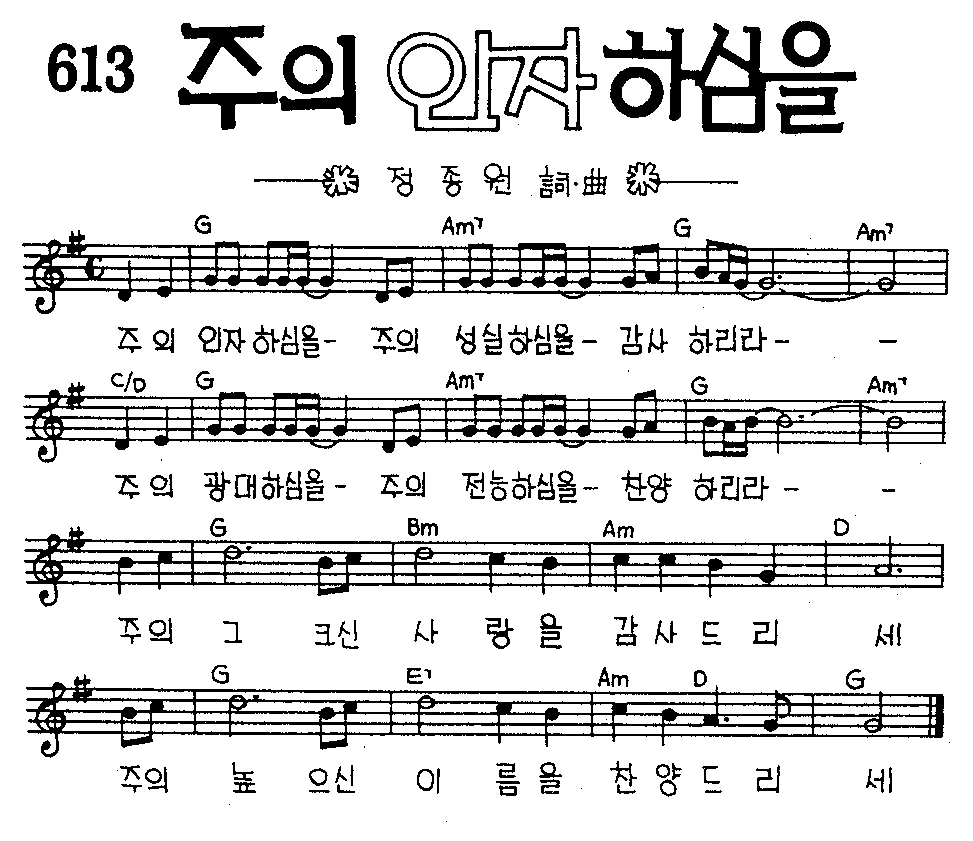 613 주의 인자하심을
정종원 詞·曲
G Am7 G Am7
주의 인자하심을- 주의 성실하심을- 감사 하리라- -
C/D G Am7 G Am7
주의 광대하심을- 주의 전능하심을- 찬양 하리라- -
G Bm Am D
주의 그 크신 사 랑 을 감 사 드 리 세
G E7 Am D G
주의 높 으신 이 름 을 찬 양 드 리 세